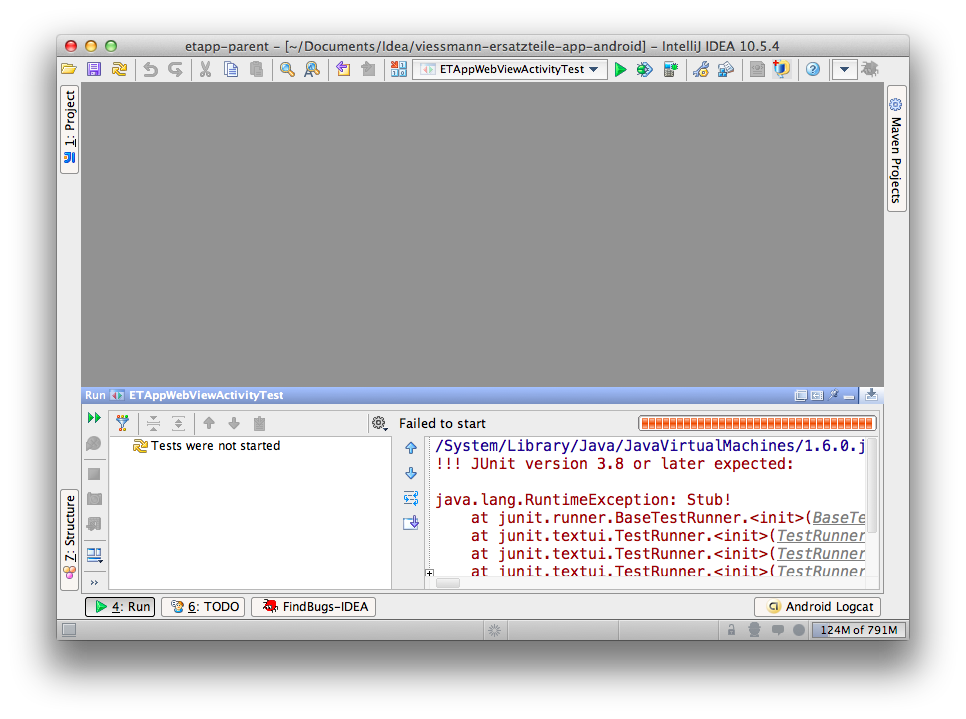 etapp-parent – [~/Documents/Idea/viessmann-ersatzteile-app-android] – IntelliJ IDEA 10.5.4
ETAppWebViewActivityTest
1: Project
Maven Projects
Run ETAppWebViewActivityTest
Failed to start
Tests were not started
/System/Library/Java/JavaVirtualMachines/1.6.0.j
!!! JUnit version 3.8 or later expected:
java.lang.RuntimeException: Stub!
at junit.runner.BaseTestRunner.<init>(BaseTe
at junit.textui.TestRunner.<init>(TestRunner
at junit.textui.TestRunner.<init>(TestRunner
at junit.textui.TestRunner.<init>(TestRunner
Z: Structure
4: Run
6: TODO
FindBugs-IDEA
Android Logcat
124M of 791M